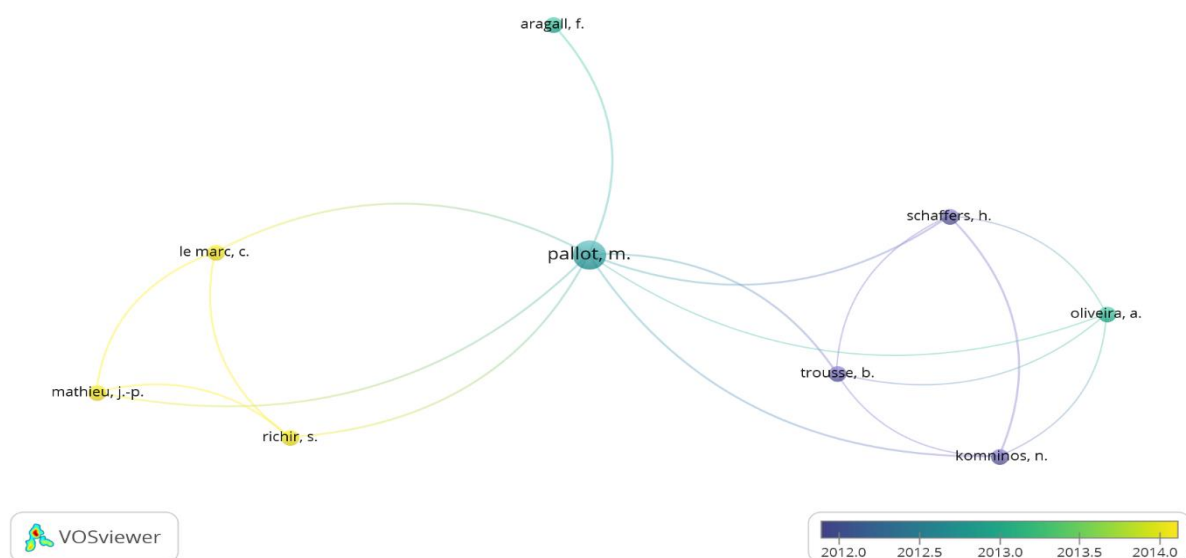 aragall, f.
schaffers, h.
le marc, c.
pallot, m.
oliveira, a.
trousse, b.
mathieu, j.-p.
richir, s.
komninos, n.
VOSviewer
2012.0 2012.5 2013.0 2013.5 2014.0